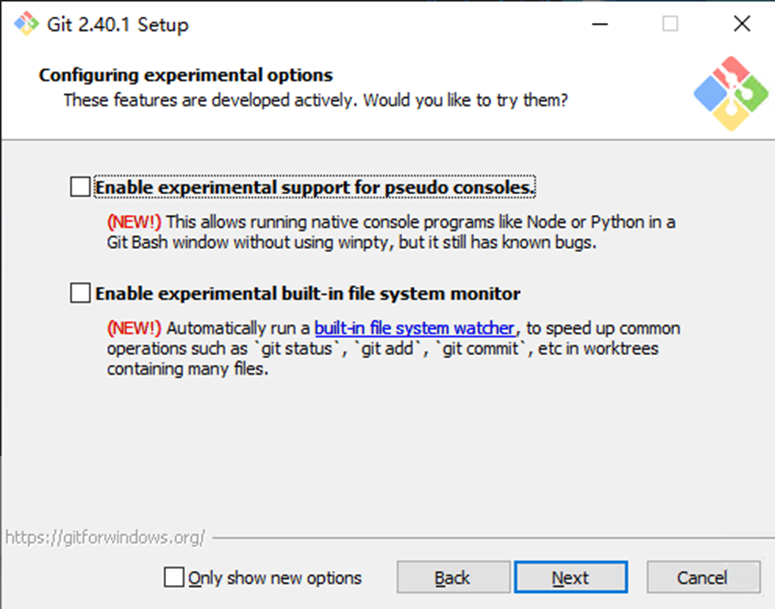 Git 2.40.1 Setup
Configuring experimental options
These features are developed actively. Would you like to try them?
Enable experimental support for pseudo consoles.
(NEW!) This allows running native console programs like Node or Python in a
Git Bash window without using winpty, but it still has known bugs.
Enable experimental built-in file system monitor
(NEW!) Automatically run a built-in file system watcher, to speed up common
operations such as `git status`, `git add`, `git commit`, etc in worktrees
containing many files.
https://gitforwindows.org/
Only show new options
Back
Next
Cancel